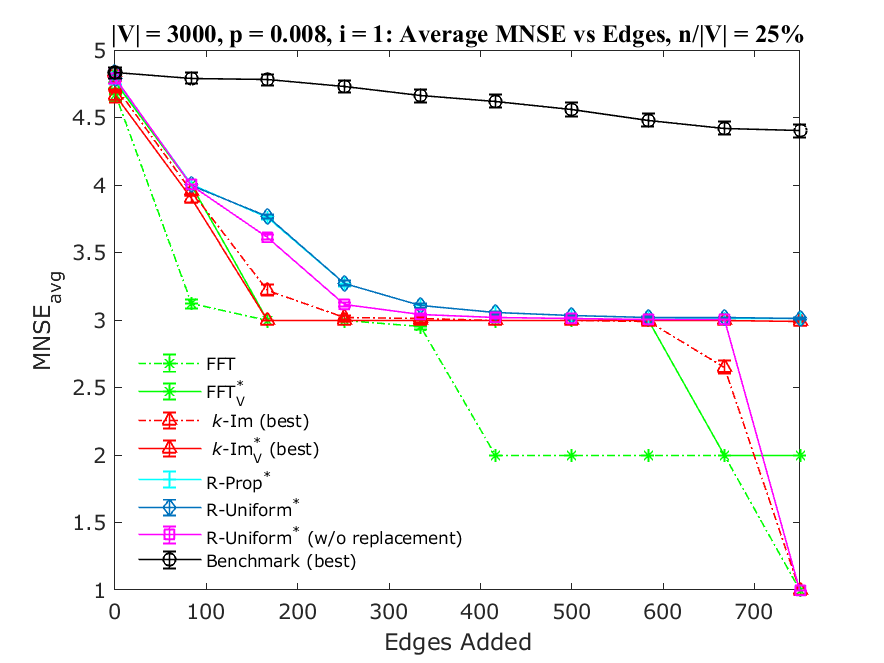 |V| = 3000, p = 0.008, i = 1: Average MNSE vs Edges, n/|V| = 25%
5
4.5
4
3.5
3
2.5
2
1.5
1
MNSE_avg
FFT
FFT*_V
k-Im (best)
k-Im*_V (best)
R-Prop*
R-Uniform*
R-Uniform* (w/o replacement)
Benchmark (best)
0 100 200 300 400 500 600 700
Edges Added